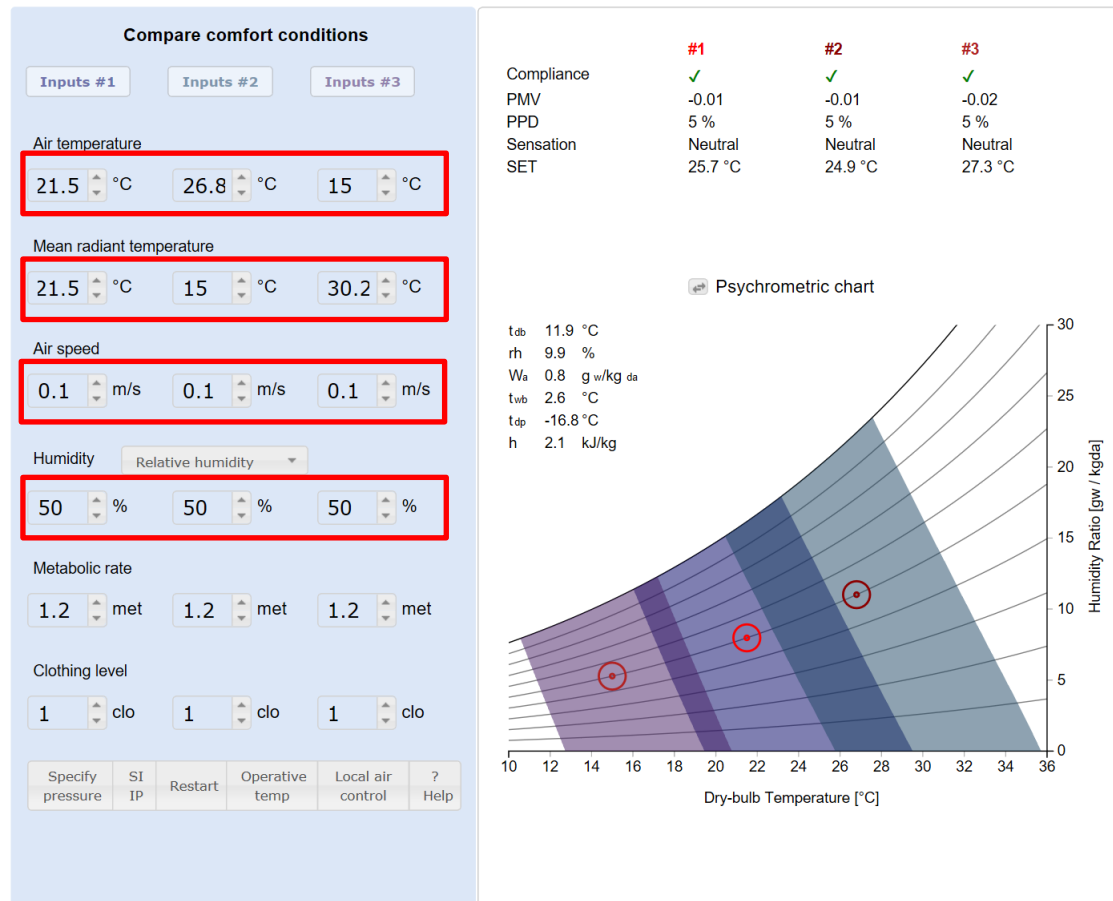 Compare comfort conditions
Inputs #1 Inputs #2 Inputs #3
Air temperature
21.5 °C 26.8 °C 15 °C
Mean radiant temperature
21.5 °C 15 °C 30.2 °C
Air speed
0.1 m/s 0.1 m/s 0.1 m/s
Humidity Relative humidity
50 % 50 % 50 %
Metabolic rate
1.2 met 1.2 met 1.2 met
Clothing level
1 clo 1 clo 1 clo
Specify pressure SI IP Restart Operative temp Local air control ? Help
#1 #2 #3
Compliance ✓ ✓ ✓
PMV -0.01 -0.01 -0.02
PPD 5 % 5 % 5 %
Sensation Neutral Neutral Neutral
SET 25.7 °C 24.9 °C 27.3 °C
Psychrometric chart
tdb 11.9 °C
rh 9.9 %
Wa 0.8 g w/kg da
twb 2.6 °C
tdp -16.8 °C
h 2.1 kJ/kg
30
25
20
15
10
5
0
Humidity Ratio [gw / kgda]
10 12 14 16 18 20 22 24 26 28 30 32 34 36
Dry-bulb Temperature [°C]